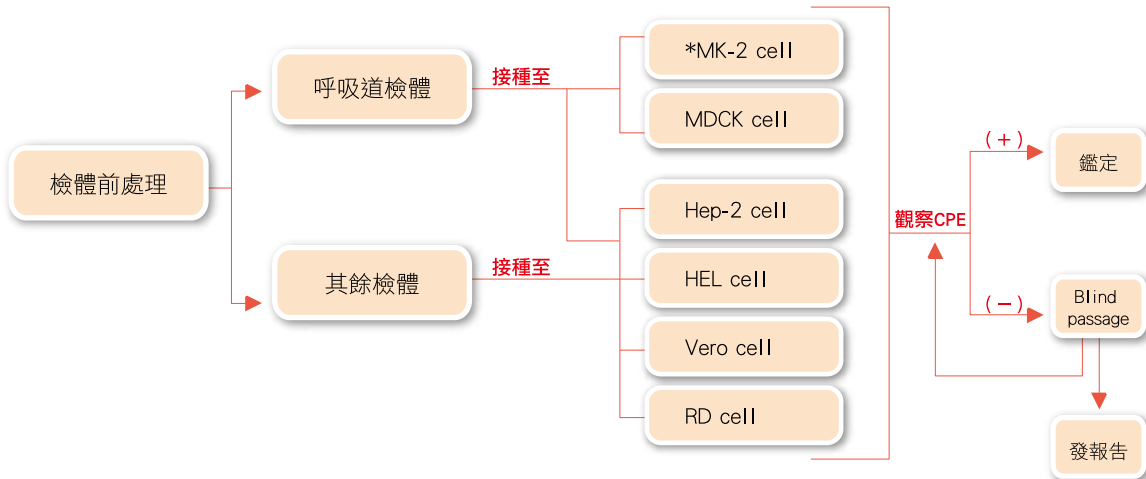 檢體前處理
呼吸道檢體
其餘檢體
接種至
接種至
*MK-2 cell
MDCK cell
Hep-2 cell
HEL cell
Vero cell
RD cell
觀察CPE
(+)
鑑定
(-)
Blind
passage
發報告